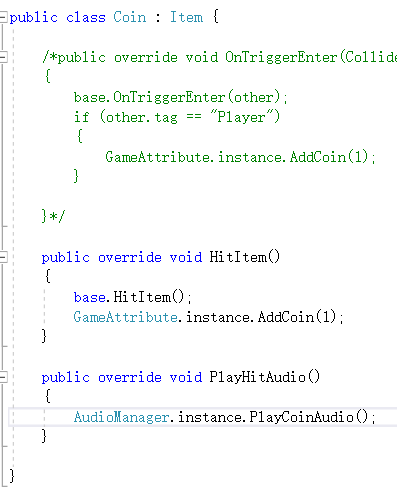 public class Coin : Item {
/*public override void OnTriggerEnter(Collide
{
base.OnTriggerEnter(other);
if (other.tag == "Player")
{
GameAttribute.instance.AddCoin(1);
}
}*/
public override void HitItem()
{
base.HitItem();
GameAttribute.instance.AddCoin(1);
}
public override void PlayHitAudio()
{
AudioManager.instance.PlayCoinAudio();
}
}